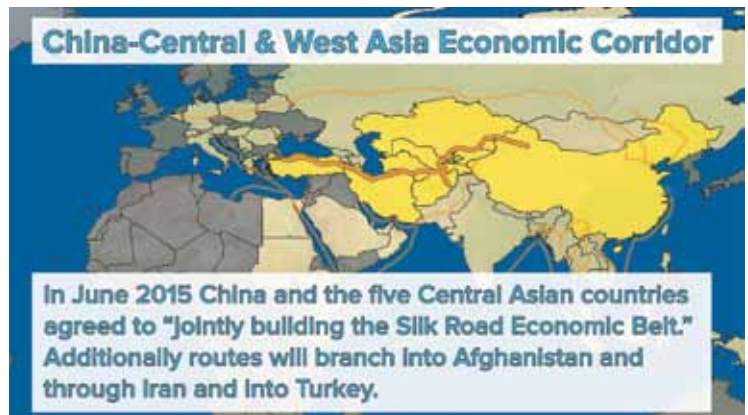 China-Central & West Asia Economic Corridor
In June 2015 China and the five Central Asian countries
agreed to “jointly building the Silk Road Economic Belt.”
Additionally routes will branch into Afghanistan and
through Iran and into Turkey.